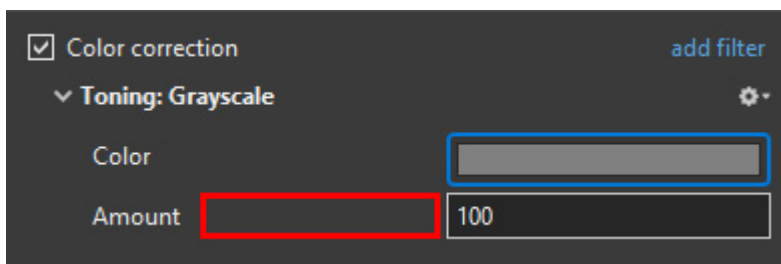 Color correction add filter
Toning: Grayscale
Color
Amount 100